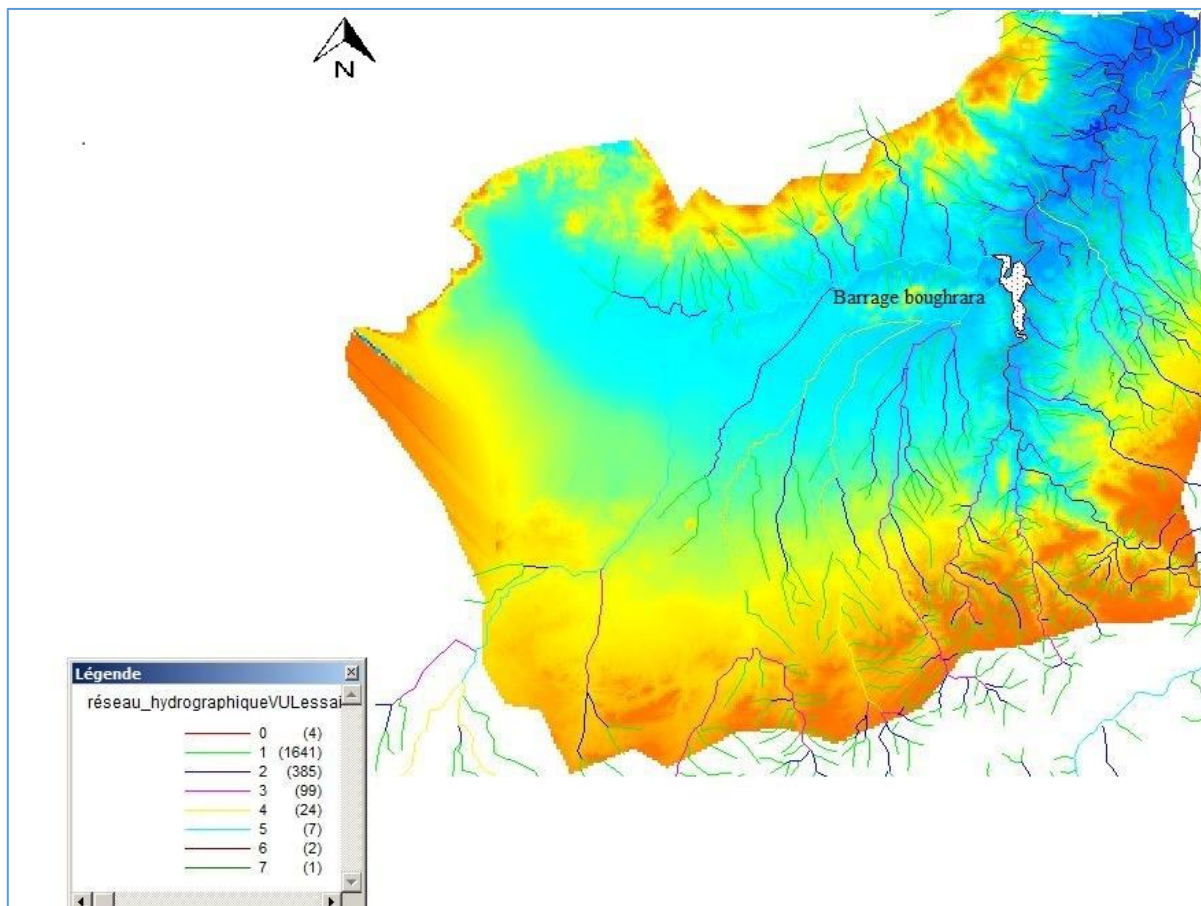 N
Barrage boughrara
Légende
réseau_hydrographiqueVULessai
0 (4)
1 (1641)
2 (385)
3 (99)
4 (24)
5 (7)
6 (2)
7 (1)